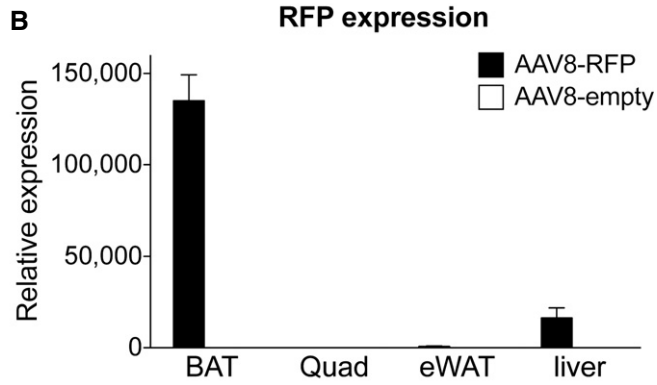 B
RFP expression
AAV8-RFP
AAV8-empty
Relative expression
150,000
100,000
50,000
0
BAT Quad eWAT liver